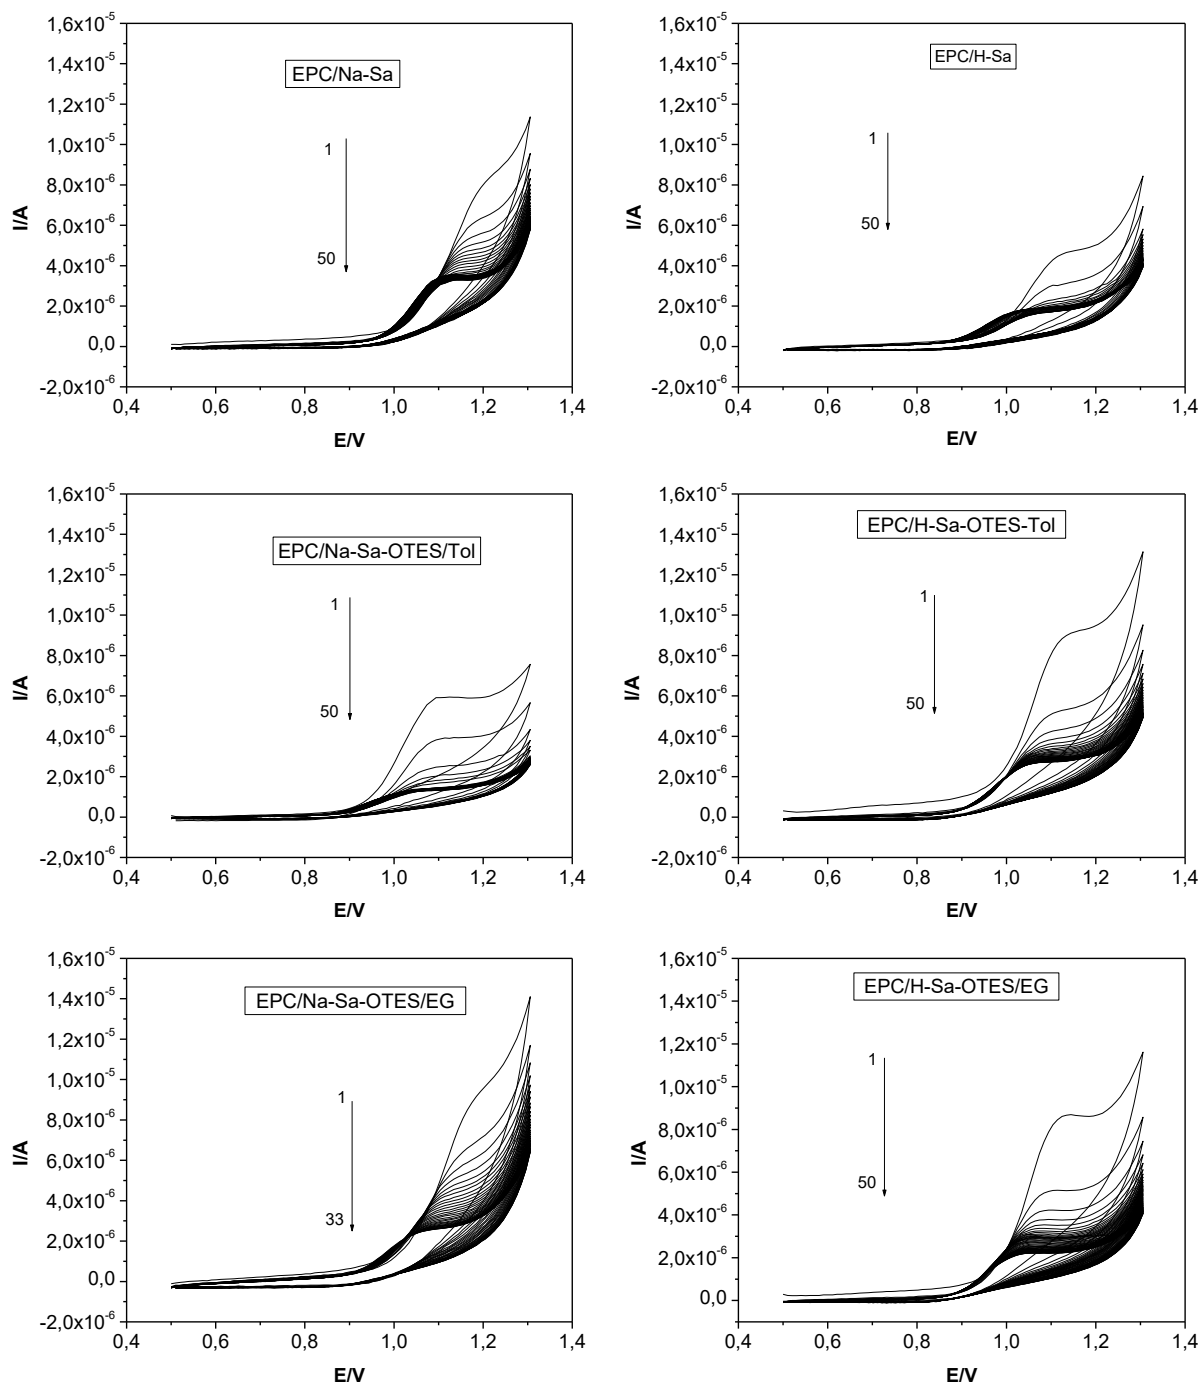 1,6x10-5
1,4x10-5
1,2x10-5
1,0x10-5
8,0x10-6
6,0x10-6
4,0x10-6
2,0x10-6
0,0
-2,0x10-6
I/A
EPC/Na-Sa
1
50
0,4 0,6 0,8 1,0 1,2 1,4
E/V
1,6x10-5
1,4x10-5
1,2x10-5
1,0x10-5
8,0x10-6
6,0x10-6
4,0x10-6
2,0x10-6
0,0
-2,0x10-6
I/A
EPC/H-Sa
1
50
0,4 0,6 0,8 1,0 1,2 1,4
E/V
1,6x10-5
1,4x10-5
1,2x10-5
1,0x10-5
8,0x10-6
6,0x10-6
4,0x10-6
2,0x10-6
0,0
-2,0x10-6
I/A
EPC/Na-Sa-OTES/Tol
1
50
0,4 0,6 0,8 1,0 1,2 1,4
E/V
1,6x10-5
1,4x10-5
1,2x10-5
1,0x10-5
8,0x10-6
6,0x10-6
4,0x10-6
2,0x10-6
0,0
-2,0x10-6
I/A
EPC/H-Sa-OTES-Tol
1
50
0,4 0,6 0,8 1,0 1,2 1,4
E/V
1,6x10-5
1,4x10-5
1,2x10-5
1,0x10-5
8,0x10-6
6,0x10-6
4,0x10-6
2,0x10-6
0,0
-2,0x10-6
I/A
EPC/Na-Sa-OTES/EG
1
33
0,4 0,6 0,8 1,0 1,2 1,4
E/V
1,6x10-5
1,4x10-5
1,2x10-5
1,0x10-5
8,0x10-6
6,0x10-6
4,0x10-6
2,0x10-6
0,0
I/A
EPC/H-Sa-OTES/EG
1
50
0,4 0,6 0,8 1,0 1,2 1,4
E/V